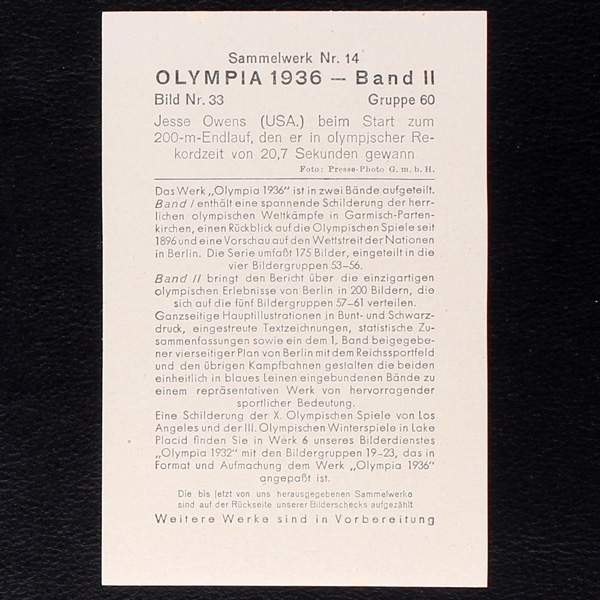 Sammelwerk Nr. 14
OLYMPIA 1936 — Band II
Bild Nr. 33 Gruppe 60
Jesse Owens (USA.) beim Start zum
200-m-Endlauf, den er in olympischer Re-
kordzeit von 20,7 Sekunden gewann
Foto: Presse-Photo G. m. b. H.
Das Werk „Olympia 1936" ist in zwei Bände aufgeteilt.
Band I enthält eine spannende Schilderung der herr-
lichen olympischen Weltkämpfe in Garmisch-Parten-
kirchen, einen Rückblick auf die Olympischen Spiele seit
1896 und eine Vorschau auf den Wettstreit der Nationen
in Berlin. Die Serie umfaßt 175 Bilder, eingeteilt in die
vier Bildergruppen 53–56.
Band II bringt den Bericht über die einzigartigen
olympischen Erlebnisse von Berlin in 200 Bildern, die
sich auf die fünf Bildergruppen 57–61 verteilen.
Ganzseitige Hauptillustrationen in Bunt- und Schwarz-
druck, eingestreute Textzeichnungen, statistische Zu-
sammenfassungen sowie ein dem 1. Band beigegebe-
ner vierseitiger Plan von Berlin mit dem Reichssportfeld
und den übrigen Kampfbahnen gestalten die beiden
einheitlich in blaues Leinen eingebundenen Bände zu
einem repräsentativen Werk von hervorragender
sportlicher Bedeutung.
Eine Schilderung der X. Olympischen Spiele von Los
Angeles und der III. Olympischen Winterspiele in Lake
Placid finden Sie in Werk 6 unseres Bilderdienstes
„Olympia 1932" mit den Bildergruppen 19–23, das in
Format und Aufmachung dem Werk „Olympia 1936"
angepaßt ist.
Die bis jetzt von uns herausgegebenen Sammelwerke
sind auf der Rückseite unserer Bilderschecks aufgezählt
Weitere Werke sind in Vorbereitung